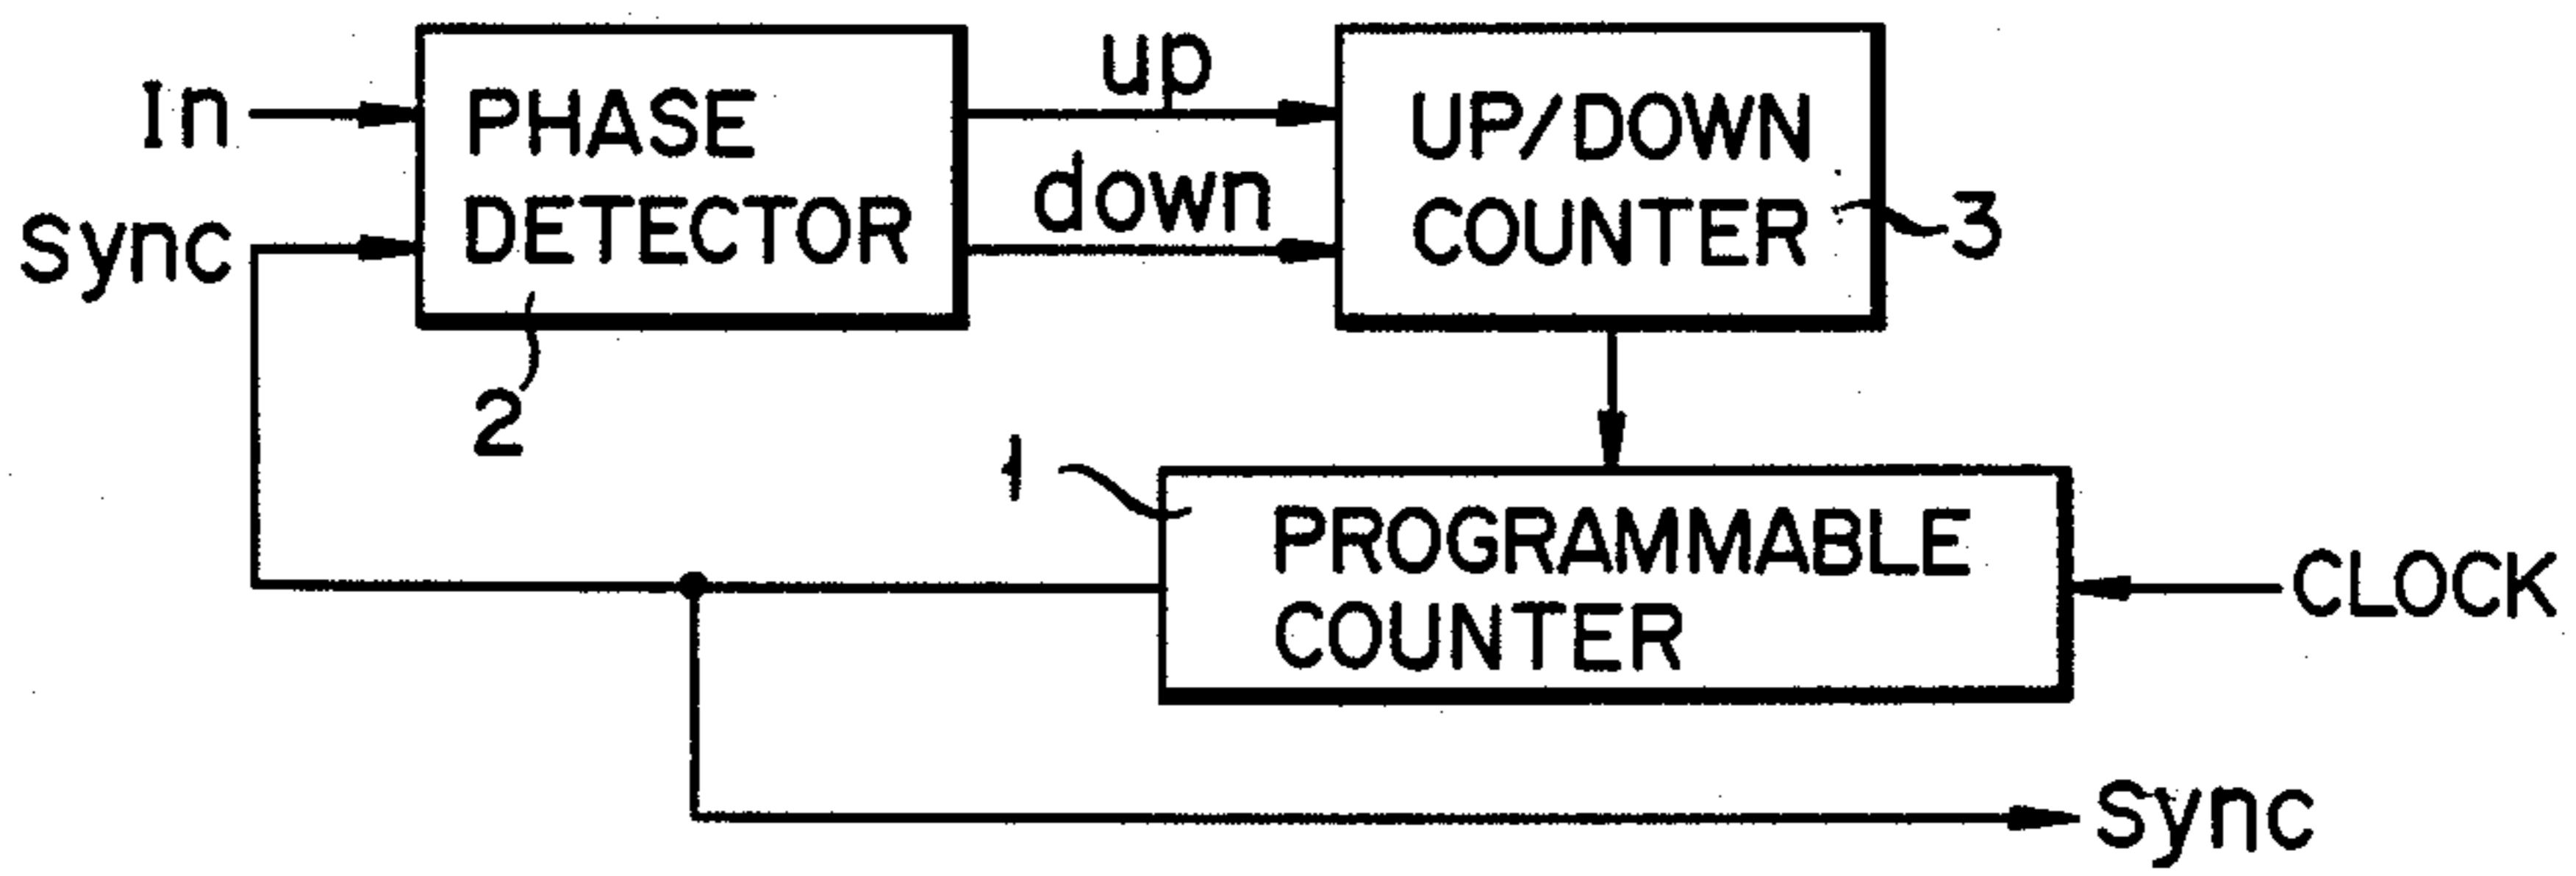 In
Sync
PHASE
DETECTOR
2
up
down
UP/DOWN
COUNTER
3
1
PROGRAMMABLE
COUNTER
CLOCK
Sync